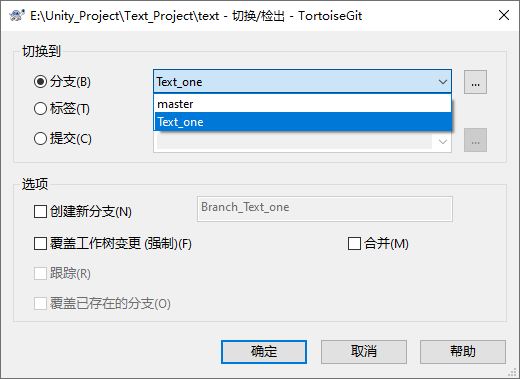 E:\Unity_Project\Text_Project\text - 切换/检出 - TortoiseGit
切换到
分支(B)
Text_one
...
标签(T)
master
Text_one
提交(C)
...
选项
创建新分支(N)
Branch_Text_one
覆盖工作树变更 (强制)(F)
合并(M)
跟踪(R)
覆盖已存在的分支(O)
确定
取消
帮助